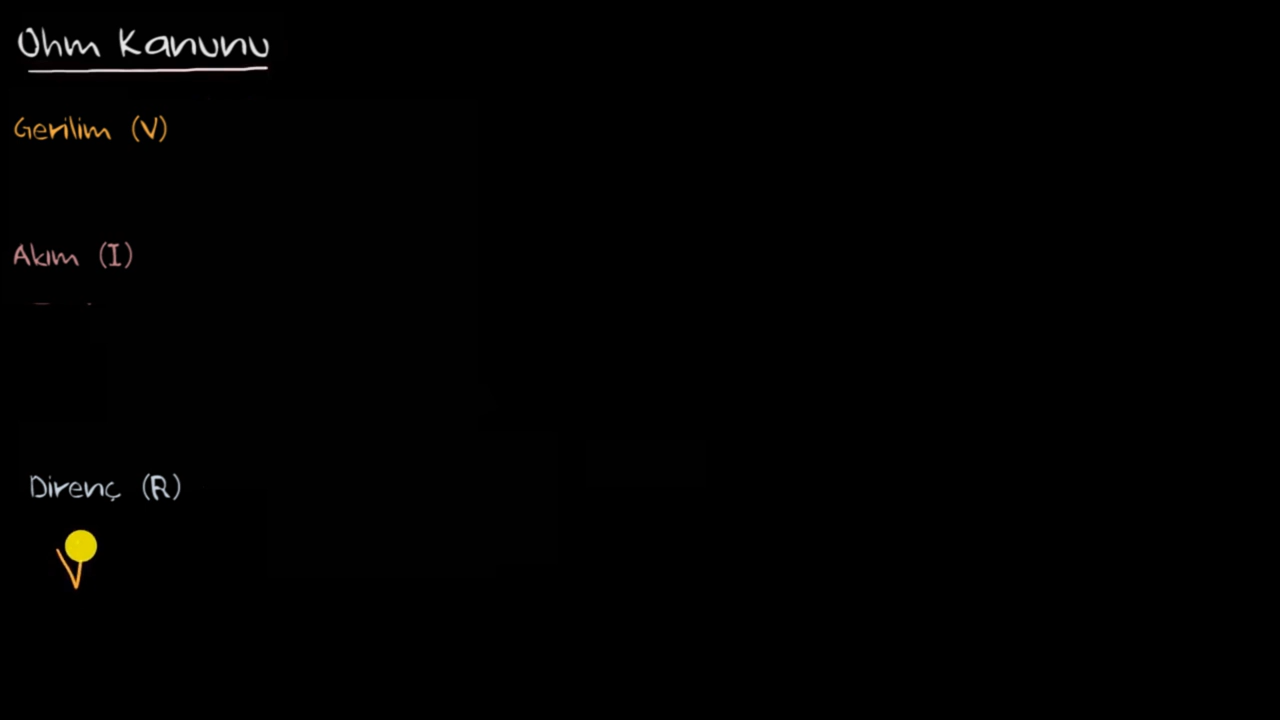 Ohm Kanunu
Gerilim (V)
Akım (I)
Direnç (R)
V